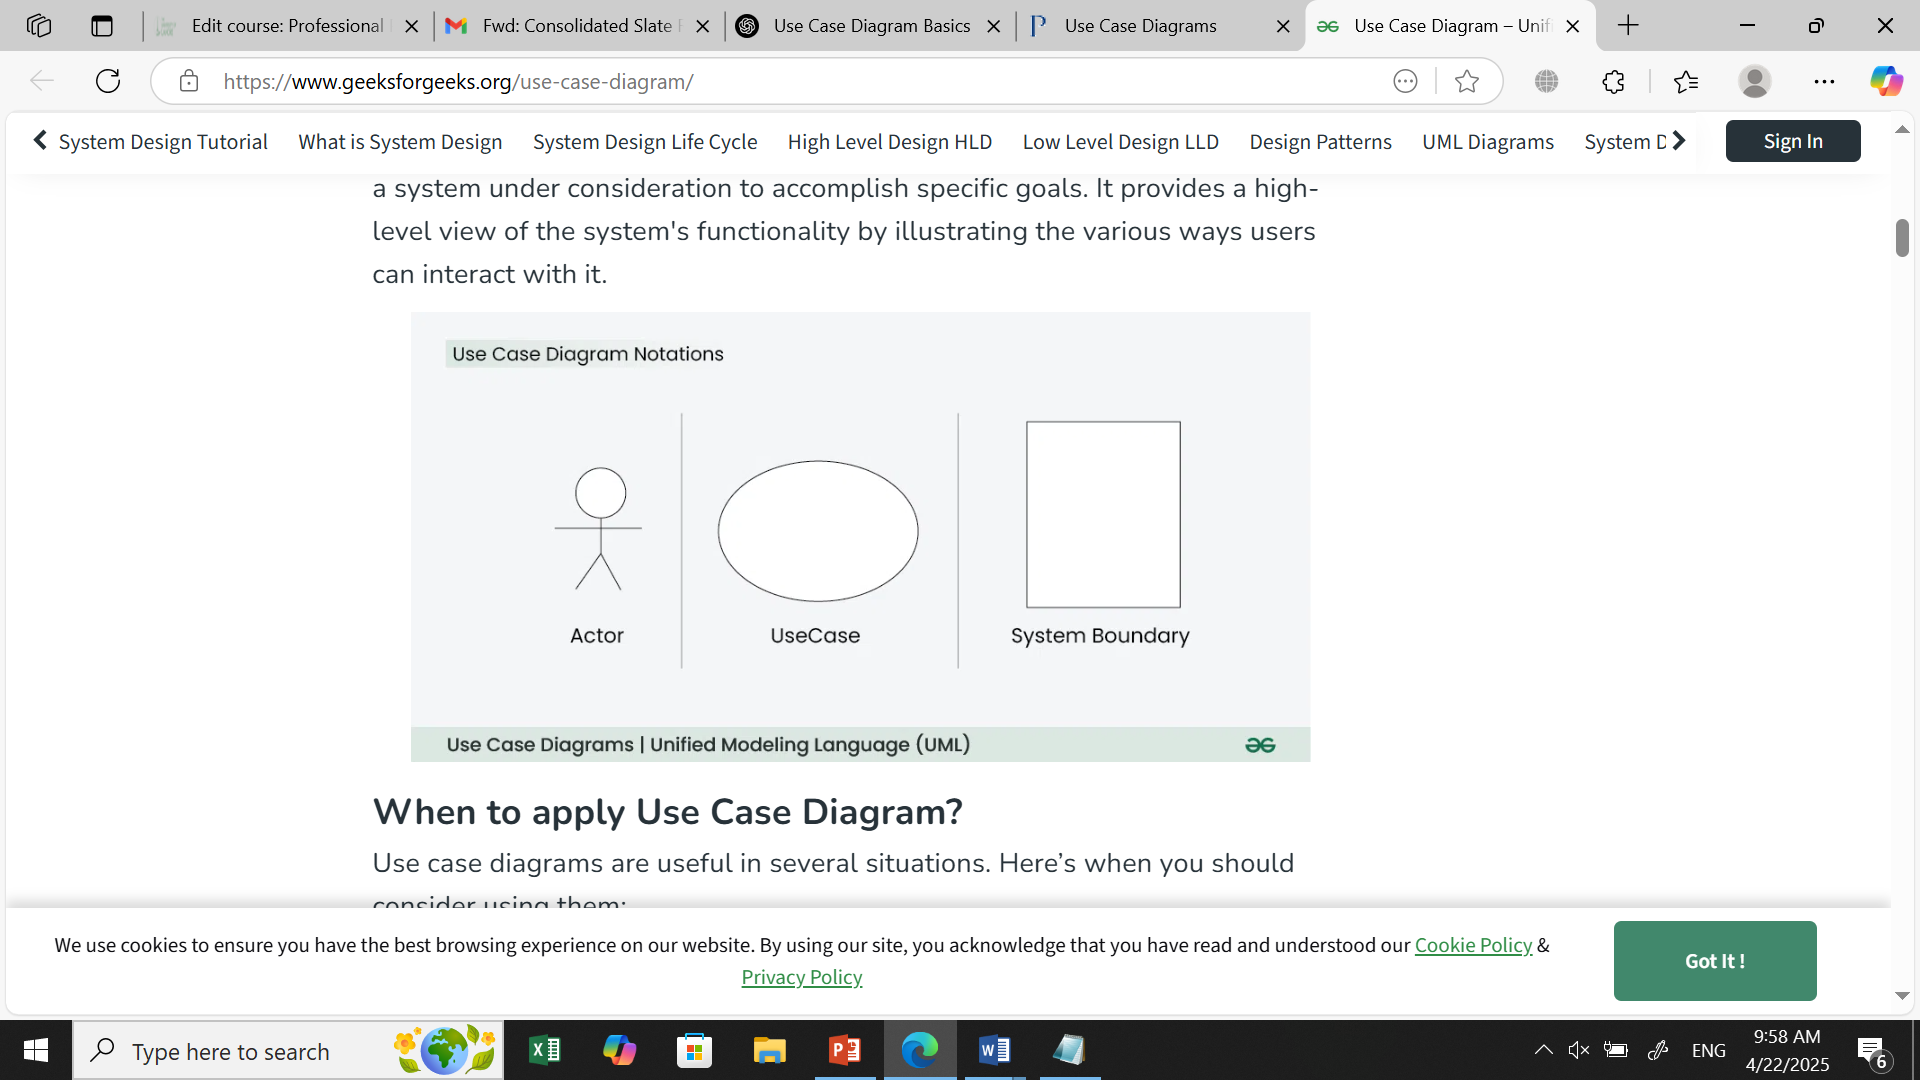 Edit course: Professional
Fwd: Consolidated Slate
Use Case Diagram Basics
Use Case Diagrams
Use Case Diagram – Unif
https://www.geeksforgeeks.org/use-case-diagram/
System Design Tutorial
What is System Design
System Design Life Cycle
High Level Design HLD
Low Level Design LLD
Design Patterns
UML Diagrams
System D
Sign In
a system under consideration to accomplish specific goals. It provides a high-
level view of the system's functionality by illustrating the various ways users
can interact with it.
Use Case Diagram Notations
Actor
UseCase
System Boundary
Use Case Diagrams | Unified Modeling Language (UML)
When to apply Use Case Diagram?
Use case diagrams are useful in several situations. Here’s when you should
consider using them:
We use cookies to ensure you have the best browsing experience on our website. By using our site, you acknowledge that you have read and understood our Cookie Policy &
Privacy Policy
Got It !
Type here to search
ENG
9:58 AM
4/22/2025
6